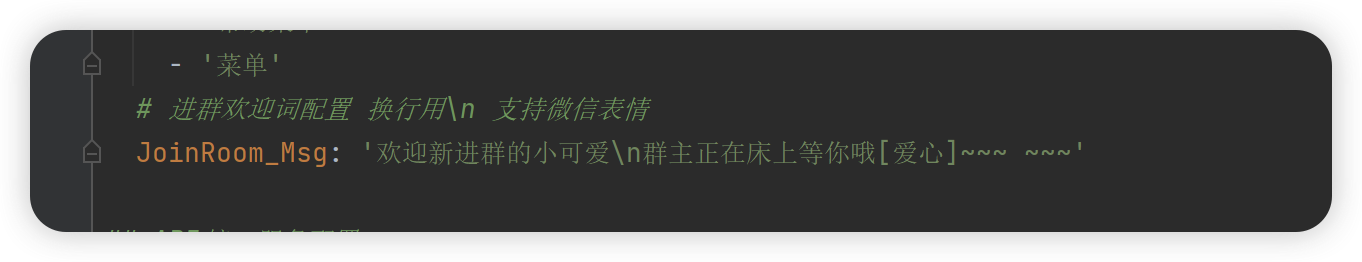 - '菜单'
# 进群欢迎词配置 换行用\n 支持微信表情
JoinRoom_Msg: '欢迎新进群的小可爱\n群主正在床上等你哦[爱心]~~~ ~~~'